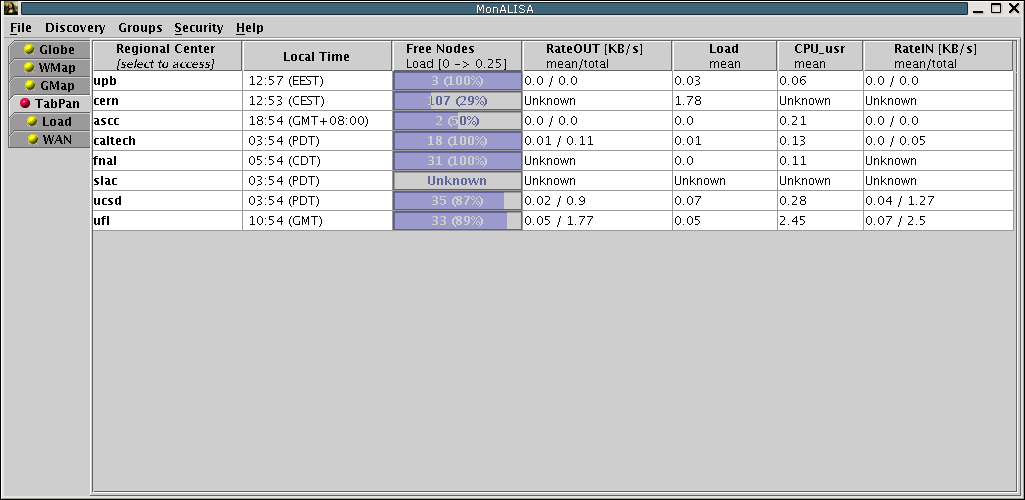 MonALISA
File Discovery Groups Security Help
Globe
WMap
GMap
TabPan
Load
WAN
Regional Center Local Time Free Nodes RateOUT [KB/s] Load CPU_usr RateIN [KB/s]
[select to access] Load [0 -> 0.25] mean/total mean mean mean/total
upb 12:57 (EEST) 3 (100%) 0.0 / 0.0 0.03 0.06 0.0 / 0.0
cern 12:53 (CEST) 107 (29%) Unknown 1.78 Unknown Unknown
ascc 18:54 (GMT+08:00) 2 (50%) 0.0 / 0.0 0.0 0.21 0.0 / 0.0
caltech 03:54 (PDT) 18 (100%) 0.01 / 0.11 0.01 0.13 0.0 / 0.05
fnal 05:54 (CDT) 31 (100%) Unknown 0.0 0.11 Unknown
slac 03:54 (PDT) Unknown Unknown Unknown Unknown Unknown
ucsd 03:54 (PDT) 35 (87%) 0.02 / 0.9 0.07 0.28 0.04 / 1.27
ufl 10:54 (GMT) 33 (89%) 0.05 / 1.77 0.05 2.45 0.07 / 2.5